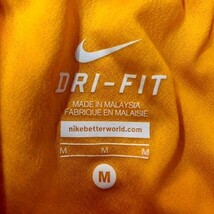 DRI-FIT
MADE IN MALAYSIA
FABRIQUÉ EN MALAISIE
nikebetterworld.com
M M M
M